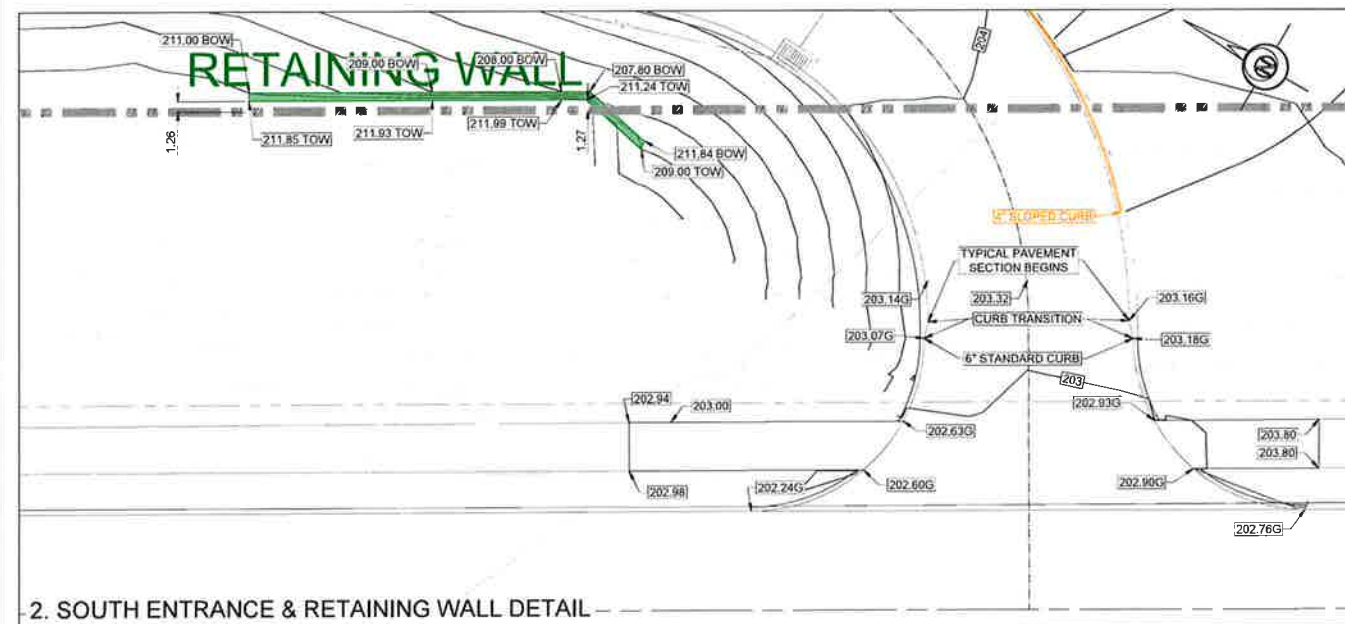 211.00 BOW
RETAINING WALL
209.00 BOW
208.00 BOW
207.80 BOW
211.24 TOW
204
N
1.26
211.85 TOW
211.93 TOW
211.99 TOW
1.27
211.84 BOW
209.00 TOW
4" SLOPED CURB
TYPICAL PAVEMENT
SECTION BEGINS
203.14G
203.32
203.16G
CURB TRANSITION
203.07G
203.18G
6" STANDARD CURB
203
202.94
203.00
202.93G
202.63G
203.80
203.80
202.98
202.24G
202.60G
202.90G
202.76G
2. SOUTH ENTRANCE & RETAINING WALL DETAIL